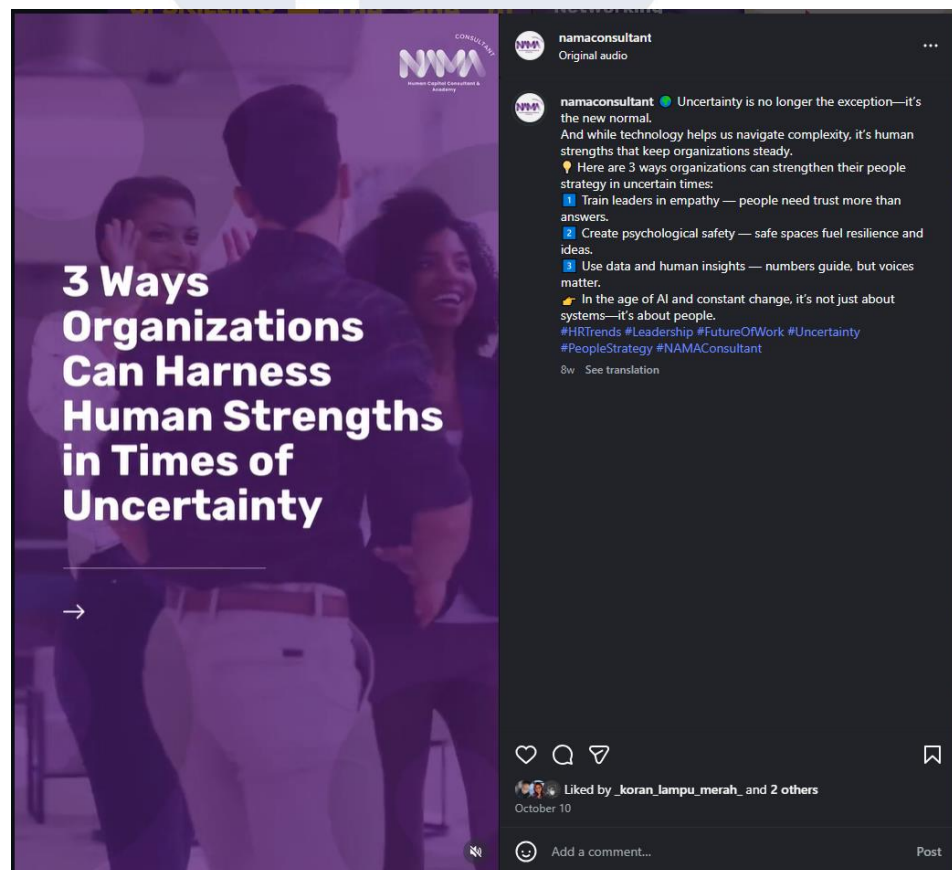 CONSULTANT
NAMA
Human Capital Consultant &
Academy
3 Ways
Organizations
Can Harness
Human Strengths
in Times of
Uncertainty
namaconsultant
Original audio
namaconsultant 🌍 Uncertainty is no longer the exception—it's
the new normal.
And while technology helps us navigate complexity, it's human
strengths that keep organizations steady.
💡 Here are 3 ways organizations can strengthen their people
strategy in uncertain times:
1️⃣ Train leaders in empathy — people need trust more than
answers.
2️⃣ Create psychological safety — safe spaces fuel resilience and
ideas.
3️⃣ Use data and human insights — numbers guide, but voices
matter.
👉 In the age of AI and constant change, it's not just about
systems—it's about people.
#HRTrends #Leadership #FutureOfWork #Uncertainty
#PeopleStrategy #NAMAConsultant
8w See translation
Liked by _koran_lampu_merah_ and 2 others
October 10
Add a comment...
Post